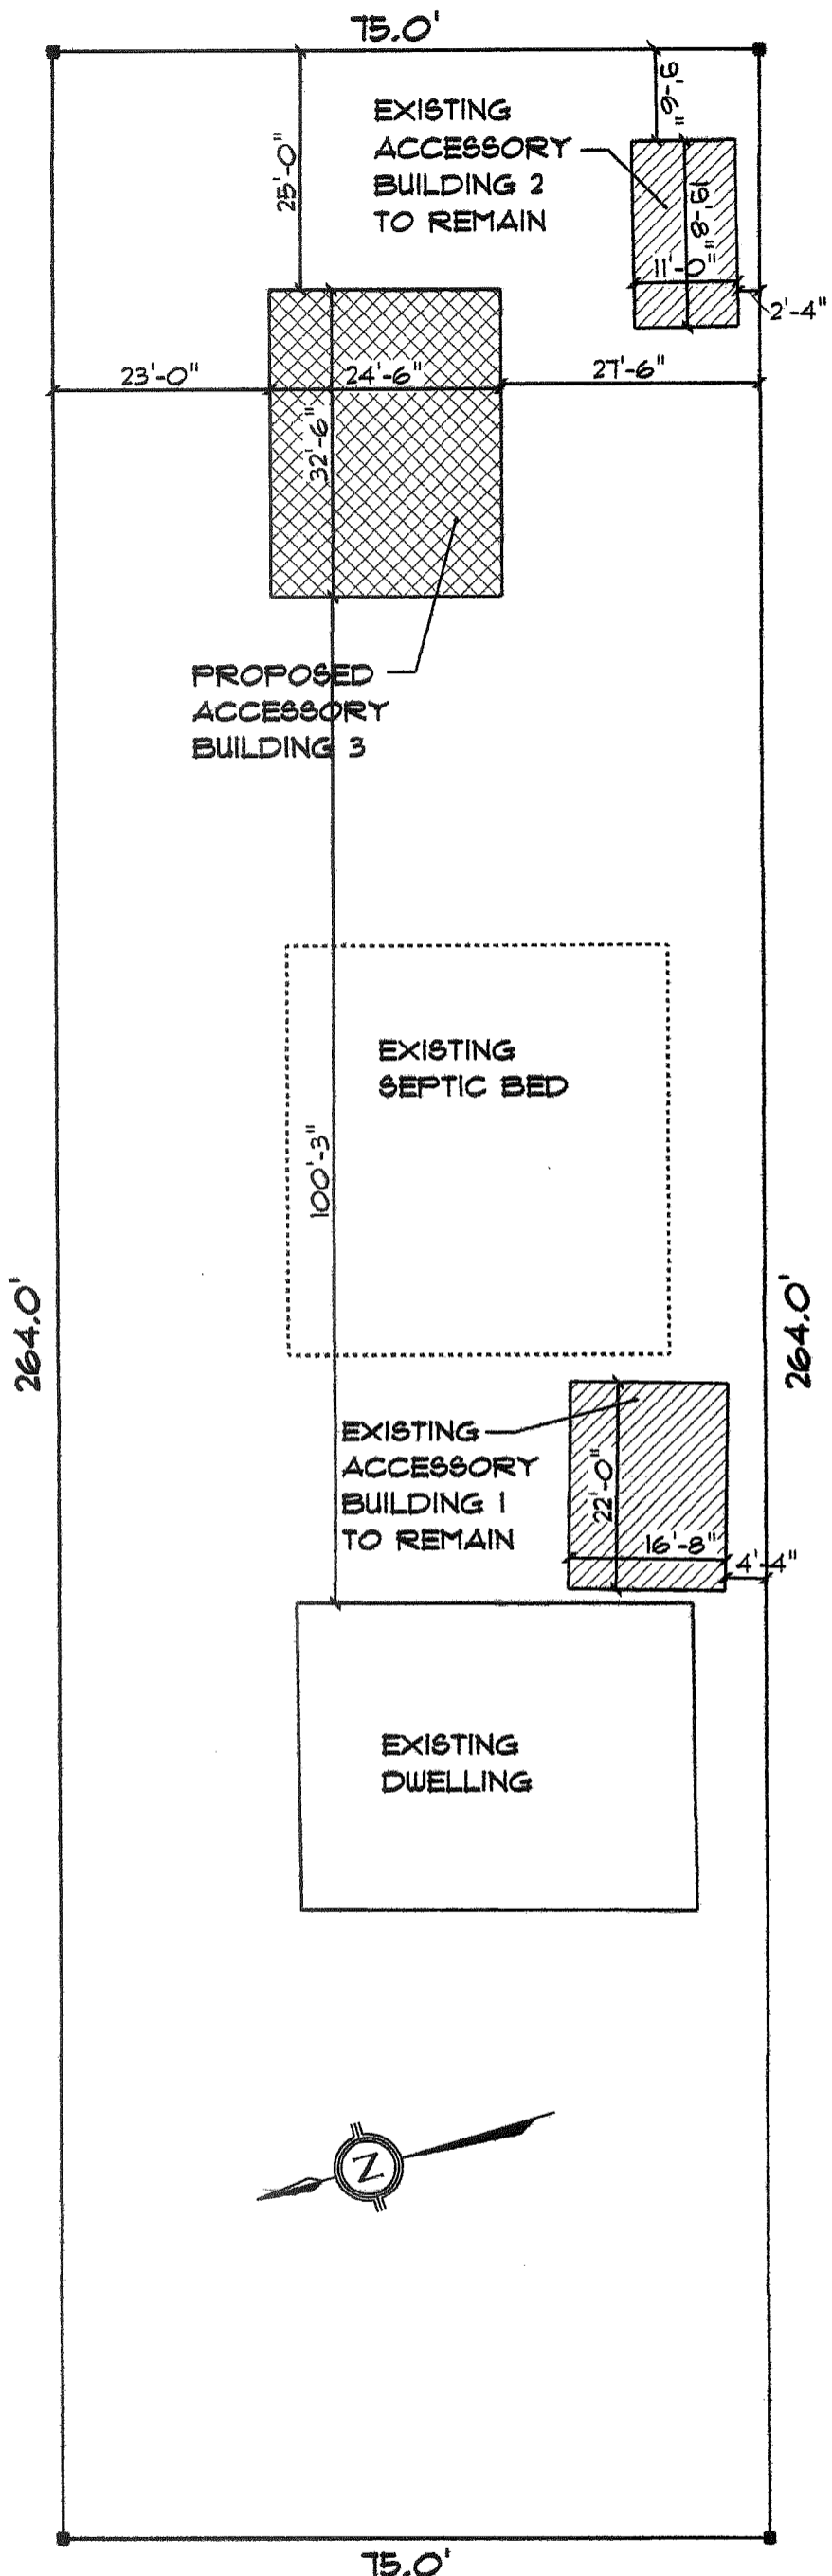 75.0'
9'-6"
EXISTING
ACCESSORY
BUILDING 2
TO REMAIN
25'-0"
19'-8"
11'-0"
2'-4"
23'-0"
24'-6"
27'-6"
32'-6"
PROPOSED
ACCESSORY
BUILDING 3
EXISTING
SEPTIC BED
100'-3"
264.0'
264.0'
EXISTING
ACCESSORY
BUILDING 1
TO REMAIN
22'-0"
16'-8"
4'-4"
EXISTING
DWELLING
N
75.0'